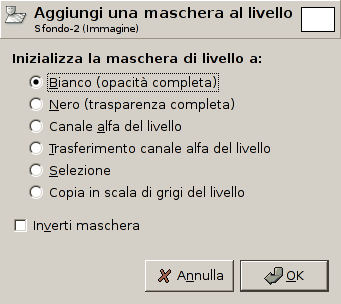 Aggiungi una maschera al livello
Sfondo-2 (Immagine)
Inizializza la maschera di livello a:
Bianco (opacità completa)
Nero (trasparenza completa)
Canale alfa del livello
Trasferimento canale alfa del livello
Selezione
Copia in scala di grigi del livello
Inverti maschera
Annulla
OK